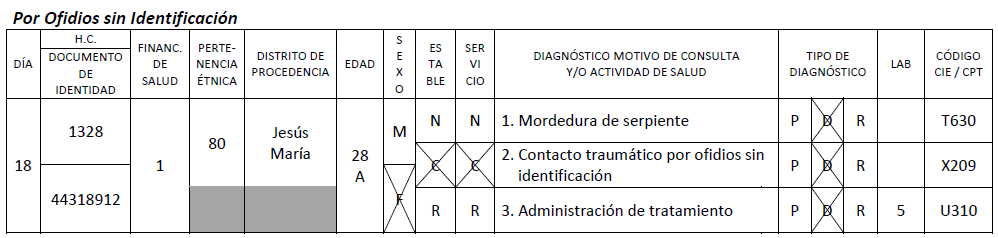 Por Ofidios sin Identificación
DÍA
H.C.
DOCUMENTO
DE
IDENTIDAD
FINANC.
DE
SALUD
PERTE-
NENCIA
ÉTNICA
DISTRITO DE
PROCEDENCIA
EDAD
S
E
X
O
ES
TA
BLE
SER
VI
CIO
DIAGNÓSTICO MOTIVO DE CONSULTA
Y/O ACTIVIDAD DE SALUD
TIPO DE
DIAGNÓSTICO
LAB
CÓDIGO
CIE / CPT
18
1328
44318912
1
80
Jesús
María
28
A
M
F
N N 1. Mordedura de serpiente P D R T630
C C 2. Contacto traumático por ofidios sin
identificación P D R X209
R R 3. Administración de tratamiento P D R 5 U310